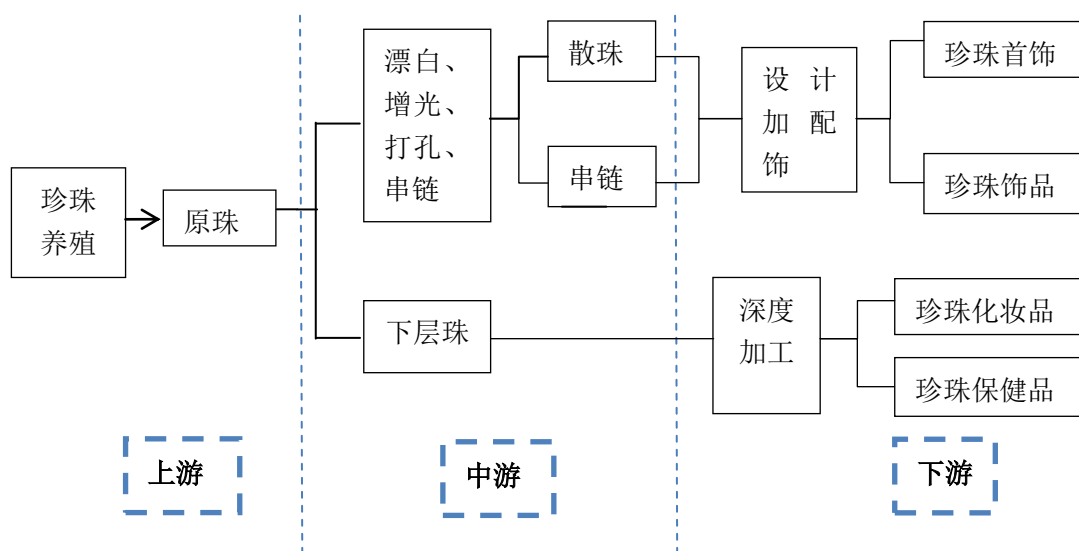 珍珠
养殖
原珠
漂白、
增光、
打孔、
串链
下层珠
散珠
串链
设计
加配
饰
深度
加工
珍珠首饰
珍珠饰品
珍珠化妆品
珍珠保健品
上游
中游
下游